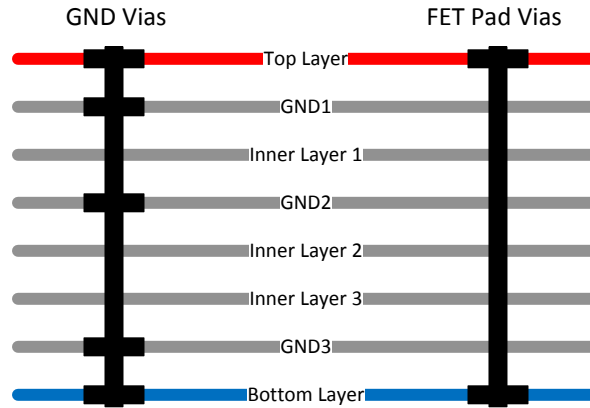 GND Vias
FET Pad Vias
Top Layer
GND1
Inner Layer 1
GND2
Inner Layer 2
Inner Layer 3
GND3
Bottom Layer